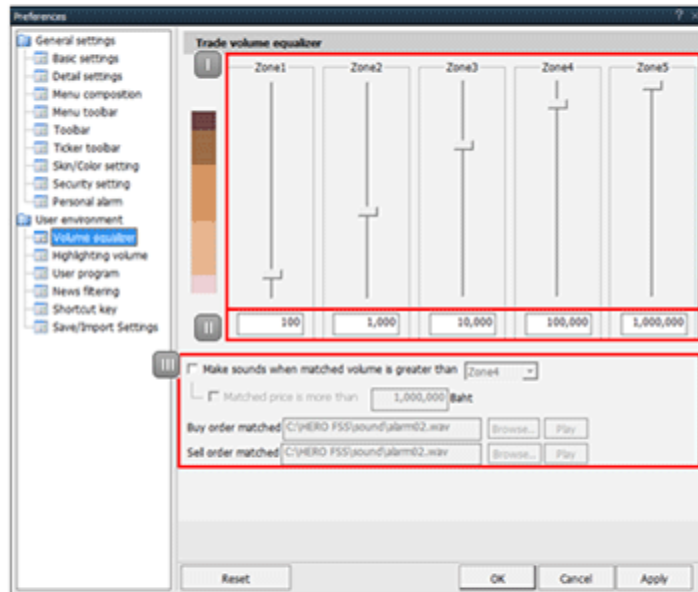 Preferences
? ×
General settings
Basic settings
Detail settings
Menu composition
Menu toolbar
Toolbar
Ticker toolbar
Skin/Color setting
Security setting
Personal alarm
User environment
Volume equalizer
Highlighting volume
User program
News filtering
Shortcut key
Save/Import Settings
Trade volume equalizer
I
Zone1 Zone2 Zone3 Zone4 Zone5
II
100 1,000 10,000 100,000 1,000,000
III
Make sounds when matched volume is greater than Zone4
Matched price is more than 1,000,000 Baht
Buy order matched C:\HERO FSS\sound\alarm02.wav Browse... Play
Sell order matched C:\HERO FSS\sound\alarm02.wav Browse... Play
Reset OK Cancel Apply